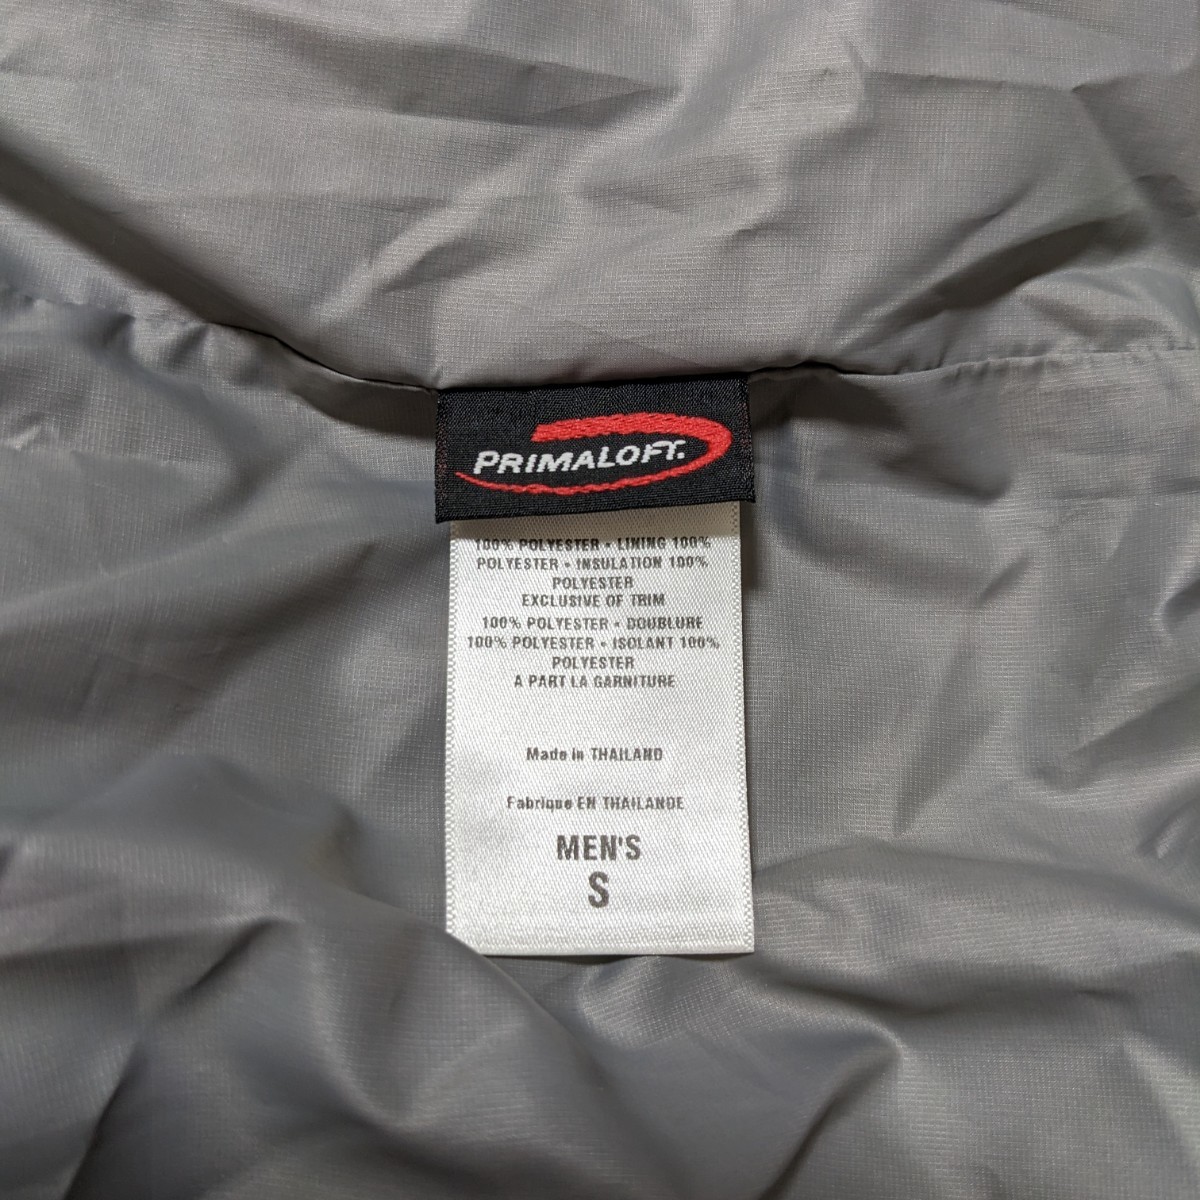 PRIMALOFT.
100% POLYESTER • LINING 100%
POLYESTER • INSULATION 100%
POLYESTER
EXCLUSIVE OF TRIM
100% POLYESTER • DOUBLURE
100% POLYESTER • ISOLANT 100%
POLYESTER
A PART LA GARNITURE
Made in THAILAND
Fabrique EN THAILANDE
MEN'S
S